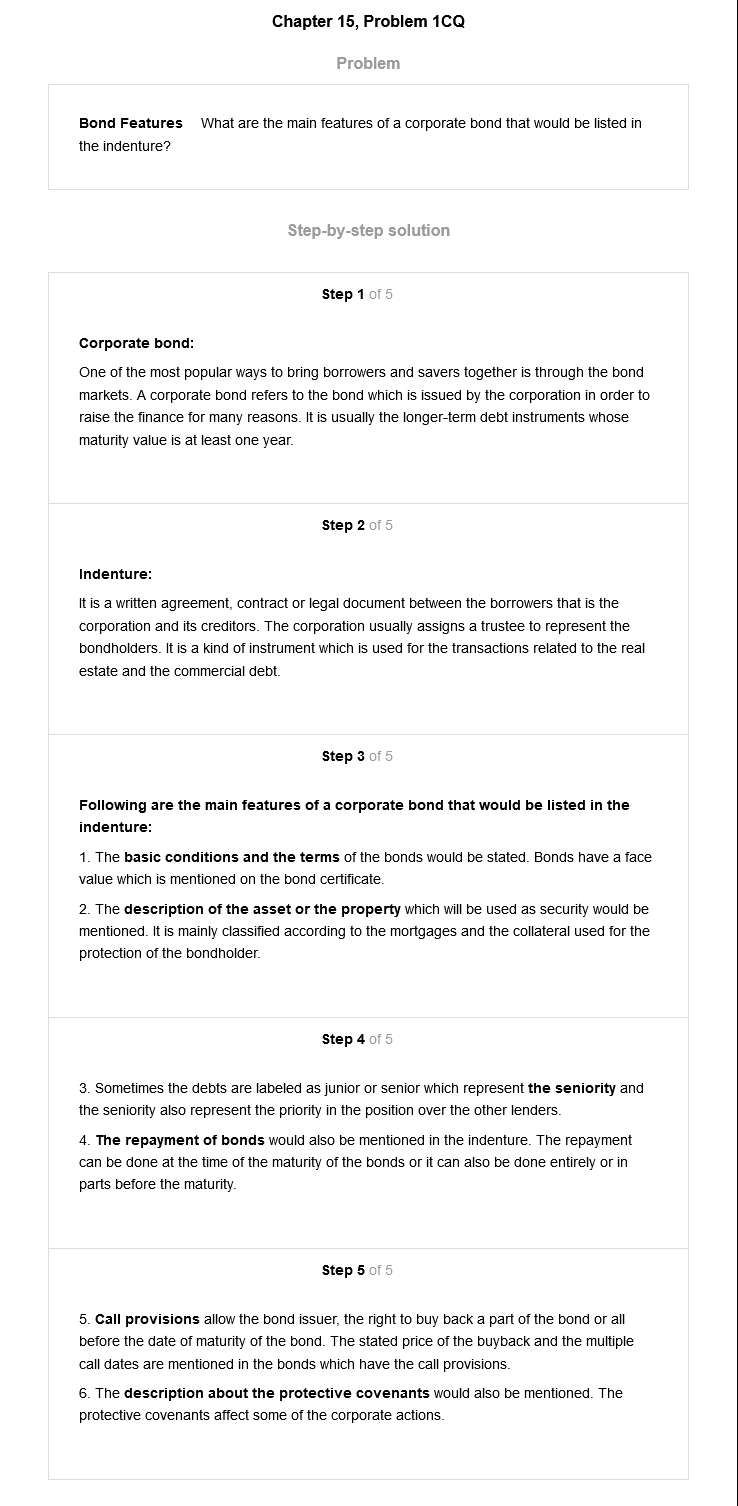 Chapter 15, Problem 1CQ
Problem
Bond Features What are the main features of a corporate bond that would be listed in
the indenture?
Step-by-step solution
Step 1 of 5
Corporate bond:
One of the most popular ways to bring borrowers and savers together is through the bond
markets. A corporate bond refers to the bond which is issued by the corporation in order to
raise the finance for many reasons. It is usually the longer-term debt instruments whose
maturity value is at least one year.
Step 2 of 5
Indenture:
It is a written agreement, contract or legal document between the borrowers that is the
corporation and its creditors. The corporation usually assigns a trustee to represent the
bondholders. It is a kind of instrument which is used for the transactions related to the real
estate and the commercial debt.
Step 3 of 5
Following are the main features of a corporate bond that would be listed in the
indenture:
1. The basic conditions and the terms of the bonds would be stated. Bonds have a face
value which is mentioned on the bond certificate.
2. The description of the asset or the property which will be used as security would be
mentioned. It is mainly classified according to the mortgages and the collateral used for the
protection of the bondholder.
Step 4 of 5
3. Sometimes the debts are labeled as junior or senior which represent the seniority and
the seniority also represent the priority in the position over the other lenders.
4. The repayment of bonds would also be mentioned in the indenture. The repayment
can be done at the time of the maturity of the bonds or it can also be done entirely or in
parts before the maturity.
Step 5 of 5
5. Call provisions allow the bond issuer, the right to buy back a part of the bond or all
before the date of maturity of the bond. The stated price of the buyback and the multiple
call dates are mentioned in the bonds which have the call provisions.
6. The description about the protective covenants would also be mentioned. The
protective covenants affect some of the corporate actions.